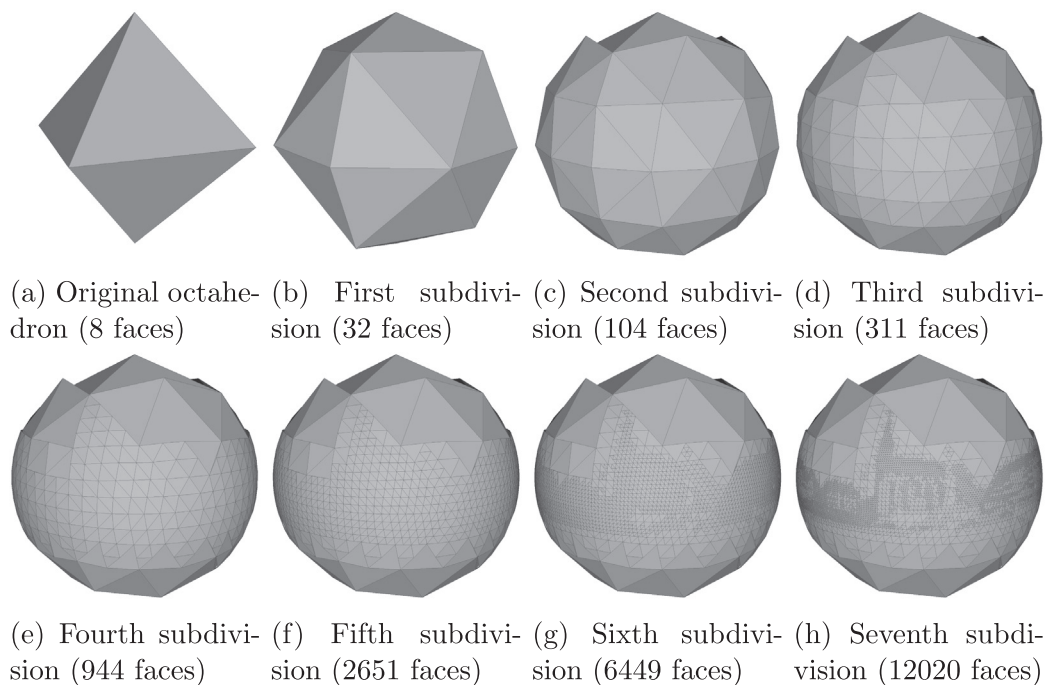 (a) Original octahe-
dron (8 faces)
(b) First subdivi-
sion (32 faces)
(c) Second subdivi-
sion (104 faces)
(d) Third subdivi-
sion (311 faces)
(e) Fourth subdivi-
sion (944 faces)
(f) Fifth subdivi-
sion (2651 faces)
(g) Sixth subdivi-
sion (6449 faces)
(h) Seventh subdi-
vision (12020 faces)